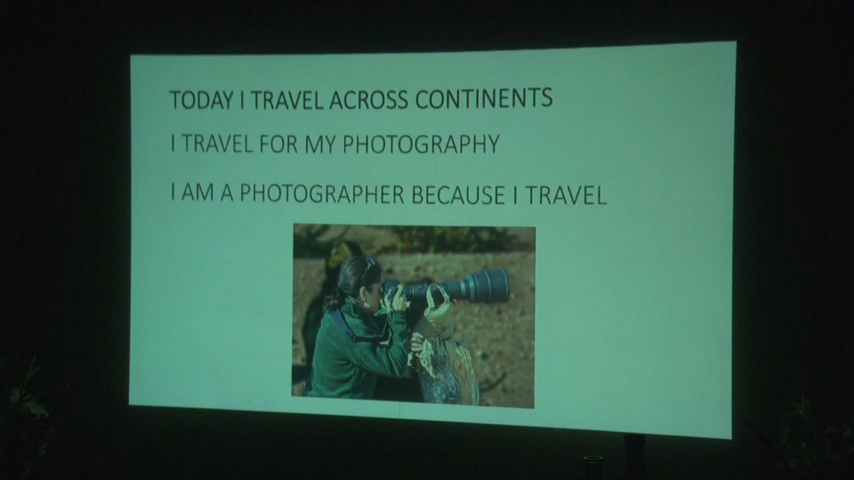 TODAY I TRAVEL ACROSS CONTINENTS
I TRAVEL FOR MY PHOTOGRAPHY
I AM A PHOTOGRAPHER BECAUSE I TRAVEL